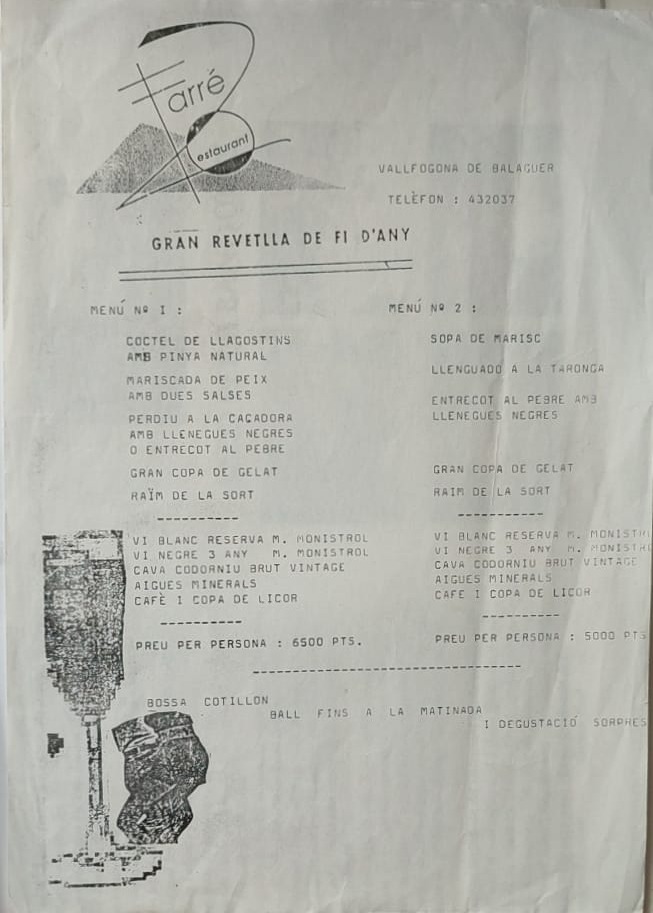 Farré
Restaurant
VALLFOGONA DE BALAGUER
TELÈFON : 432037
GRAN REVETLLA DE FI D'ANY
MENÚ Nº I :
COCTEL DE LLAGOSTINS
AMB PINYA NATURAL
MARISCADA DE PEIX
AMB DUES SALSES
PERDIU A LA CAÇADORA
AMB LLENEGUES NEGRES
O ENTRECOT AL PEBRE
GRAN COPA DE GELAT
RAÏM DE LA SORT
----------
VI BLANC RESERVA M. MONISTROL
VI NEGRE 3 ANY M. MONISTROL
CAVA CODORNIU BRUT VINTAGE
AIGUES MINERALS
CAFÈ I COPA DE LICOR
----------
PREU PER PERSONA : 6500 PTS.
MENÚ Nº 2 :
SOPA DE MARISC
LLENGUADO A LA TARONGA
ENTRECOT AL PEBRE AMB
LLENEGUES NEGRES
GRAN COPA DE GELAT
RAIM DE LA SORT
----------
VI BLANC RESERVA M.
VI NEGRE 3 ANY M.
CAVA CODORNIU BRUT VINTAGE
AIGUES MINERALS
CAFE I COPA DE LICOR
----------
PREU PER PERSONA : 5000 PTS
--------------------------------
BOSSA COTILLON
BALL FINS A LA MATINADA
I DEGUSTACIÓ SORPRES